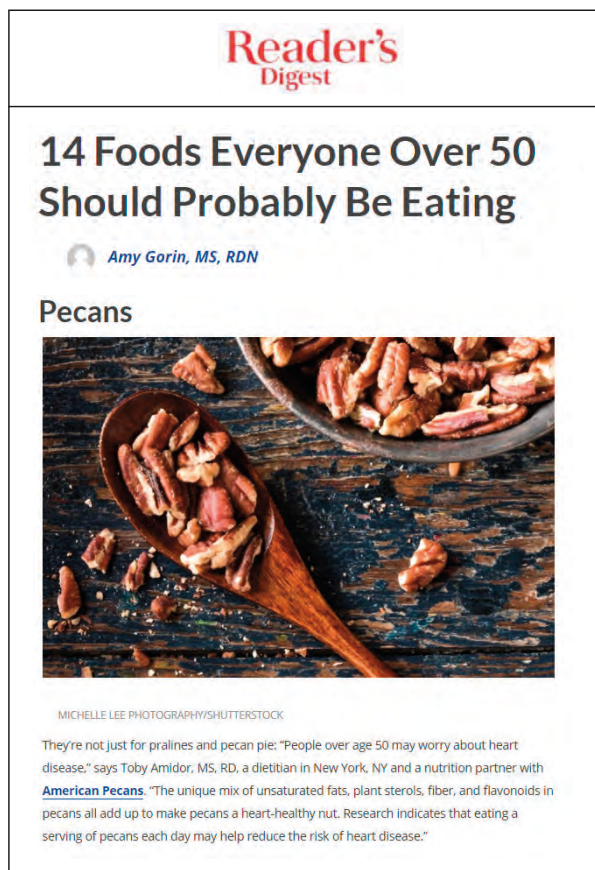 Reader's
Digest
14 Foods Everyone Over 50
Should Probably Be Eating
Amy Gorin, MS, RDN
Pecans
MICHELLE LEE PHOTOGRAPHY/SHUTTERSTOCK
They're not just for pralines and pecan pie: “People over age 50 may worry about heart
disease,” says Toby Amidor, MS, RD, a dietitian in New York, NY and a nutrition partner with
American Pecans. “The unique mix of unsaturated fats, plant sterols, fiber, and flavonoids in
pecans all add up to make pecans a heart-healthy nut. Research indicates that eating a
serving of pecans each day may help reduce the risk of heart disease.”